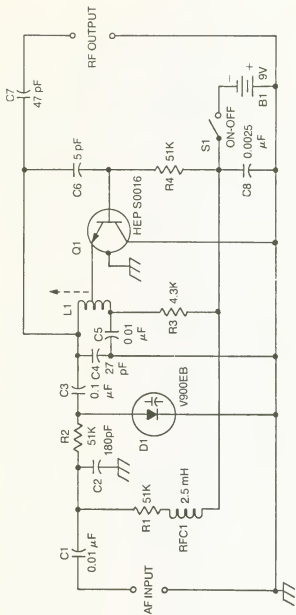 AF INPUT
C1
0.01 µF
R1
51K
RFC1
2.5 mH
C2
180pF
R2
51K
D1
V900EB
C3
0.1 µF
C4
27
pF
C5
0 01
µF
L1
R3
4.3K
Q1
HEP S0016
C6
5 pF
R4
51K
C7
47 pF
S1
ON-OFF
C8
0.0025
µF
B1
9V
−
+
RF OUTPUT